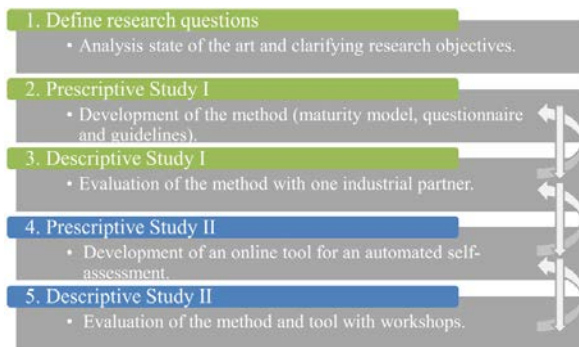 1. Define research questions
• Analysis state of the art and clarifying research objectives.
2. Prescriptive Study I
• Development of the method (maturity model, questionnaire
and guidelines).
3. Descriptive Study I
• Evaluation of the method with one industrial partner.
4. Prescriptive Study II
• Development of an online tool for an automated self-
assessment.
5. Descriptive Study II
• Evaluation of the method and tool with workshops.